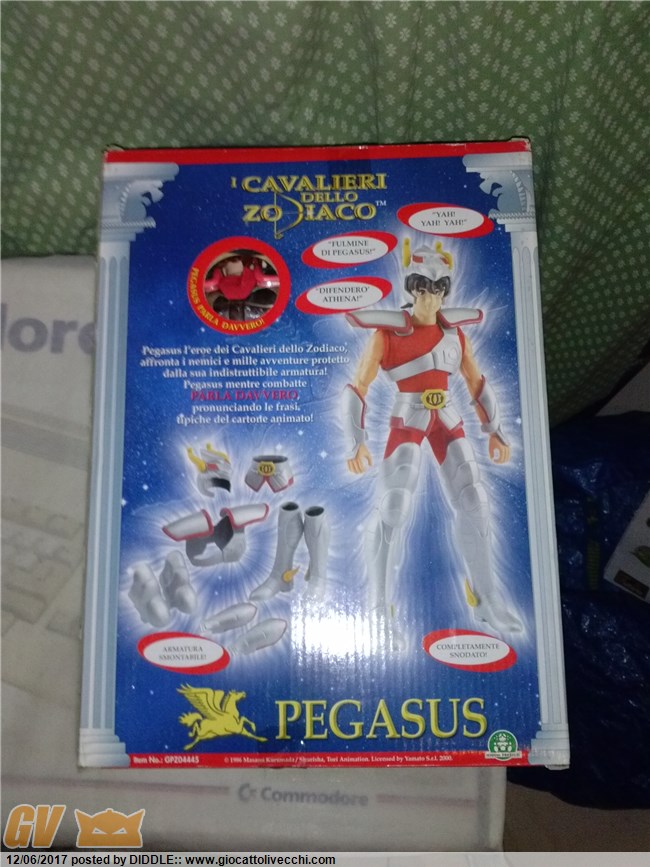 I CAVALIERI
DELLO
ZODIACO™
"YAH!
YAH! YAH!"
"FULMINE
DI PEGASUS!"
"DIFENDERO'
ATHENA!"
PEGASUS PARLA DAVVERO!
Pegasus l'eroe dei Cavalieri dello Zodiaco,
affronta i nemici e mille avventure protetto
dalla sua indistruttibile armatura!
Pegasus mentre combatte
PARLA DAVVERO
pronunciando le frasi,
tipiche del cartone animato!
ARMATURA
SMONTABILE!
COMPLETAMENTE
SNODATO!
PEGASUS
Item No.: GPZ04445
© 1986 Masami Kurumada / Shueisha, Toei Animation. Licensed by Yamato S.r.l. 2000.
dore
Commodore
GV
12/06/2017 posted by DIDDLE:: www.giocattolivecchi.com